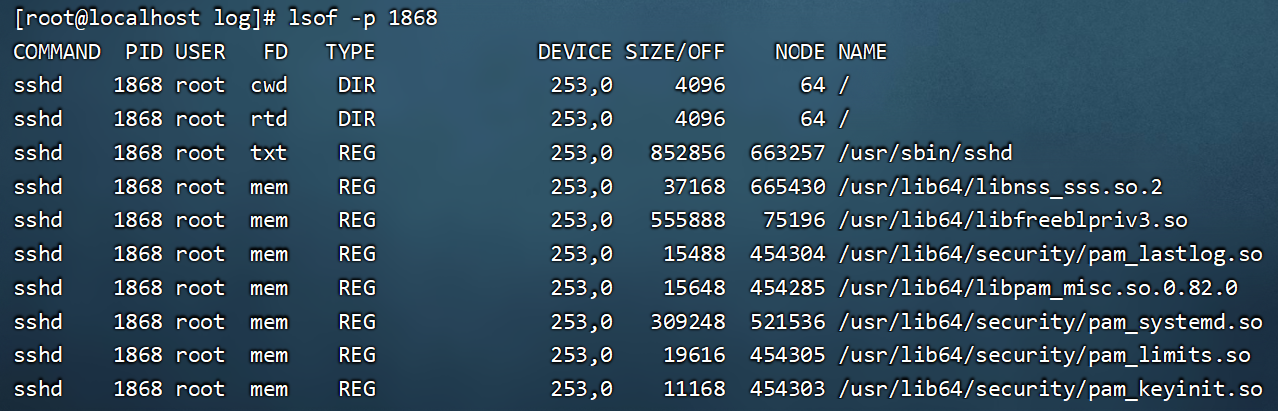 [root@localhost log]# lsof -p 1868
COMMAND  PID USER   FD   TYPE             DEVICE SIZE/OFF    NODE NAME
sshd    1868 root  cwd    DIR              253,0     4096      64 /
sshd    1868 root  rtd    DIR              253,0     4096      64 /
sshd    1868 root  txt    REG              253,0   852856  663257 /usr/sbin/sshd
sshd    1868 root  mem    REG              253,0    37168  665430 /usr/lib64/libnss_sss.so.2
sshd    1868 root  mem    REG              253,0   555888   75196 /usr/lib64/libfreeblpriv3.so
sshd    1868 root  mem    REG              253,0    15488  454304 /usr/lib64/security/pam_lastlog.so
sshd    1868 root  mem    REG              253,0    15648  454285 /usr/lib64/libpam_misc.so.0.82.0
sshd    1868 root  mem    REG              253,0   309248  521536 /usr/lib64/security/pam_systemd.so
sshd    1868 root  mem    REG              253,0    19616  454305 /usr/lib64/security/pam_limits.so
sshd    1868 root  mem    REG              253,0    11168  454303 /usr/lib64/security/pam_keyinit.so